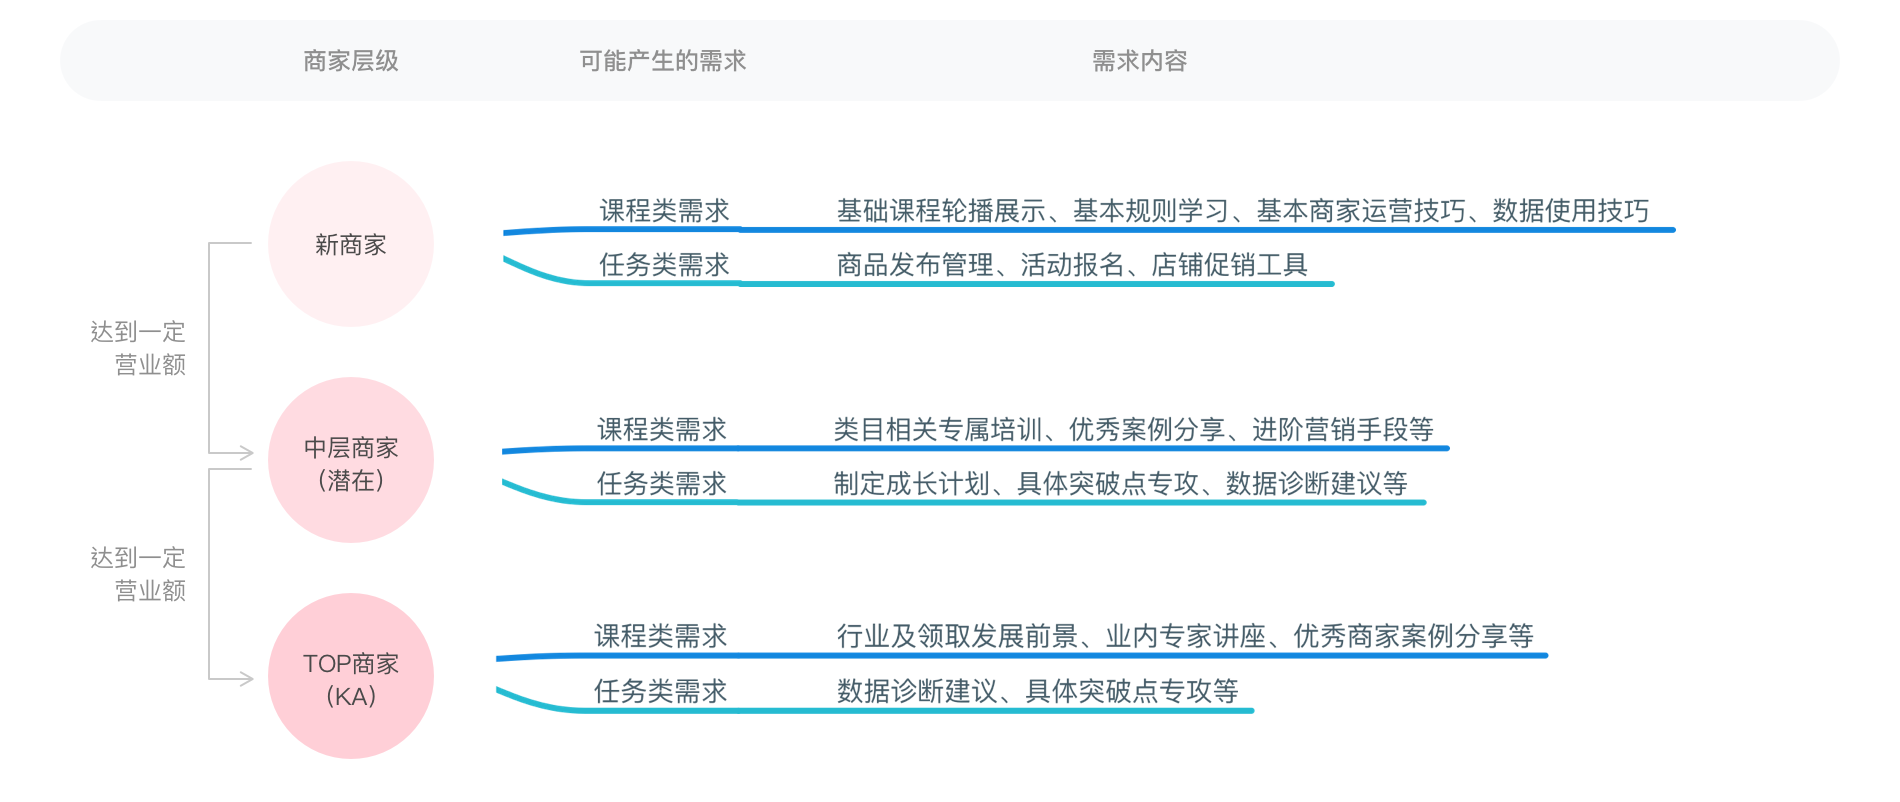 商家层级 可能产生的需求 需求内容
新商家
课程类需求 基础课程轮播展示、基本规则学习、基本商家运营技巧、数据使用技巧
任务类需求 商品发布管理、活动报名、店铺促销工具
达到一定
营业额
中层商家
(潜在)
课程类需求 类目相关专属培训、优秀案例分享、进阶营销手段等
任务类需求 制定成长计划、具体突破点专攻、数据诊断建议等
达到一定
营业额
TOP商家
(KA)
课程类需求 行业及领取发展前景、业内专家讲座、优秀商家案例分享等
任务类需求 数据诊断建议、具体突破点专攻等